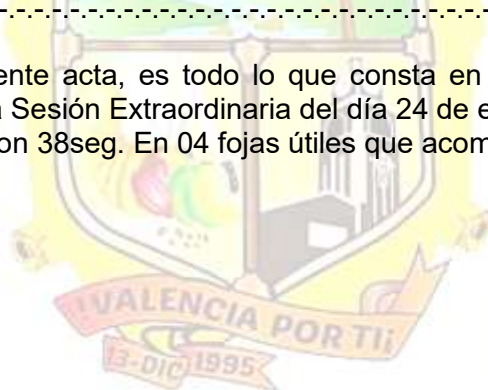 -.-.-.-.-.-.-.-.-.-.-.-.-.-.-.-.-.-.-.-.-.-.-.-.-.-.-.-.-.-.-.
ente acta, es todo lo que consta en
Sesión Extraordinaria del día 24 de e
on 38seg. En 04 fojas útiles que acom
VALENCIA POR TI¡
13-DIC 1995